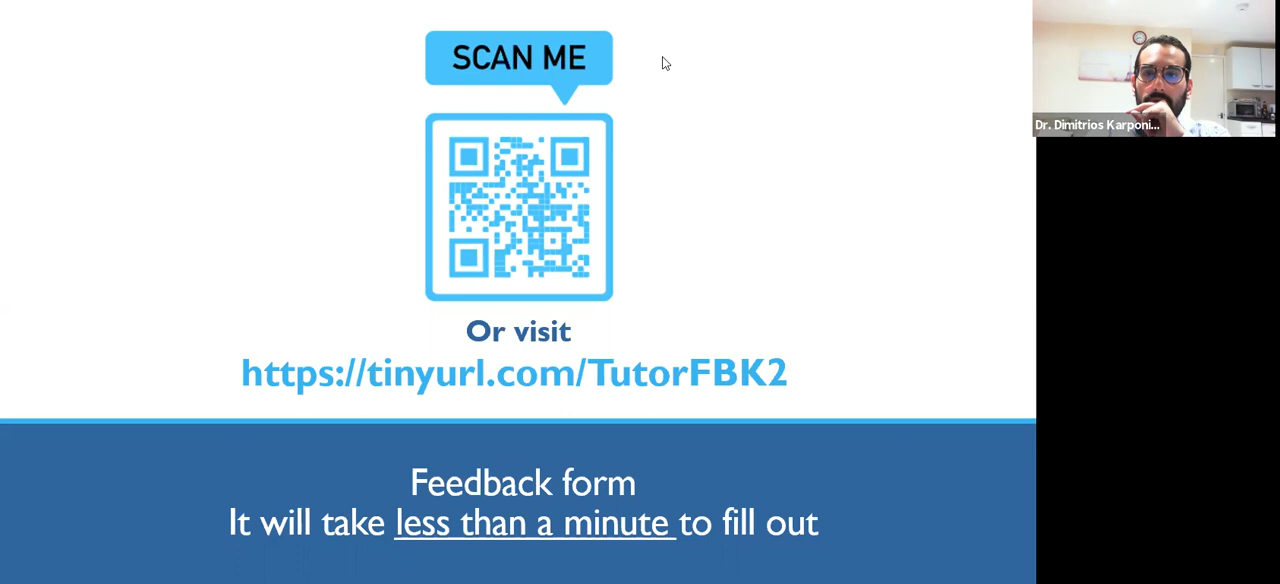 SCAN ME
Or visit
https://tinyurl.com/TutorFBK2
Feedback form
It will take less than a minute to fill out
Dr. Dimitrios Karponi...